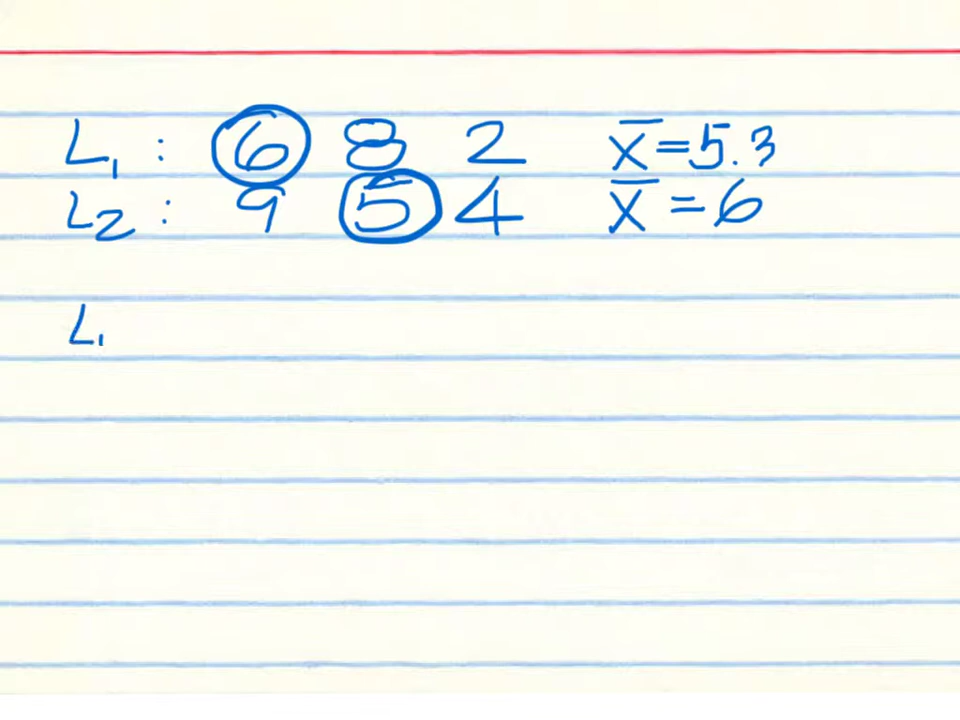 L₁ : 6 8 2 x̄ = 5.3
L₂ : 9 5 4 x̄ = 6
L₁